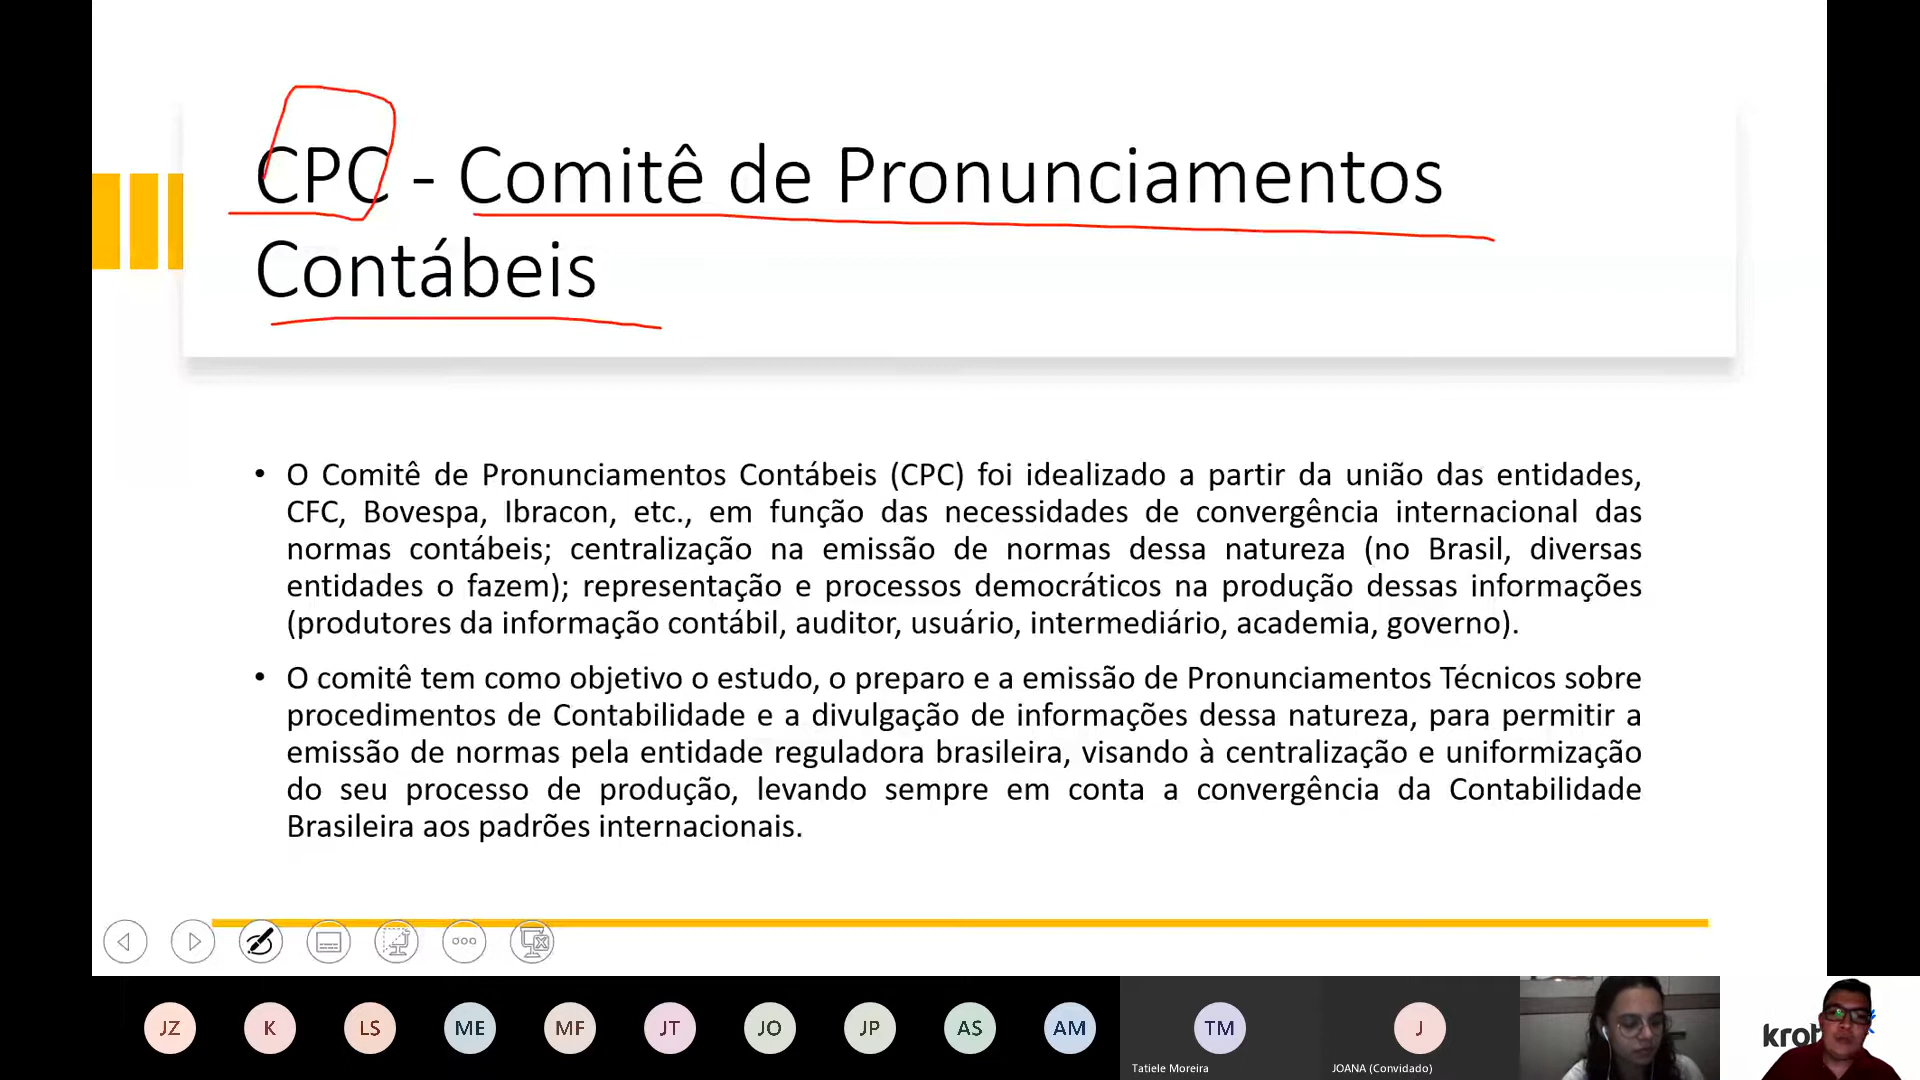 CPC - Comitê de Pronunciamentos
Contábeis
• O Comitê de Pronunciamentos Contábeis (CPC) foi idealizado a partir da união das entidades,
CFC, Bovespa, Ibracon, etc., em função das necessidades de convergência internacional das
normas contábeis; centralização na emissão de normas dessa natureza (no Brasil, diversas
entidades o fazem); representação e processos democráticos na produção dessas informações
(produtores da informação contábil, auditor, usuário, intermediário, academia, governo).
• O comitê tem como objetivo o estudo, o preparo e a emissão de Pronunciamentos Técnicos sobre
procedimentos de Contabilidade e a divulgação de informações dessa natureza, para permitir a
emissão de normas pela entidade reguladora brasileira, visando à centralização e uniformização
do seu processo de produção, levando sempre em conta a convergência da Contabilidade
Brasileira aos padrões internacionais.
JZ K LS ME MF JT JO JP AS AM TM J
Tatiele Moreira JOANA (Convidado)